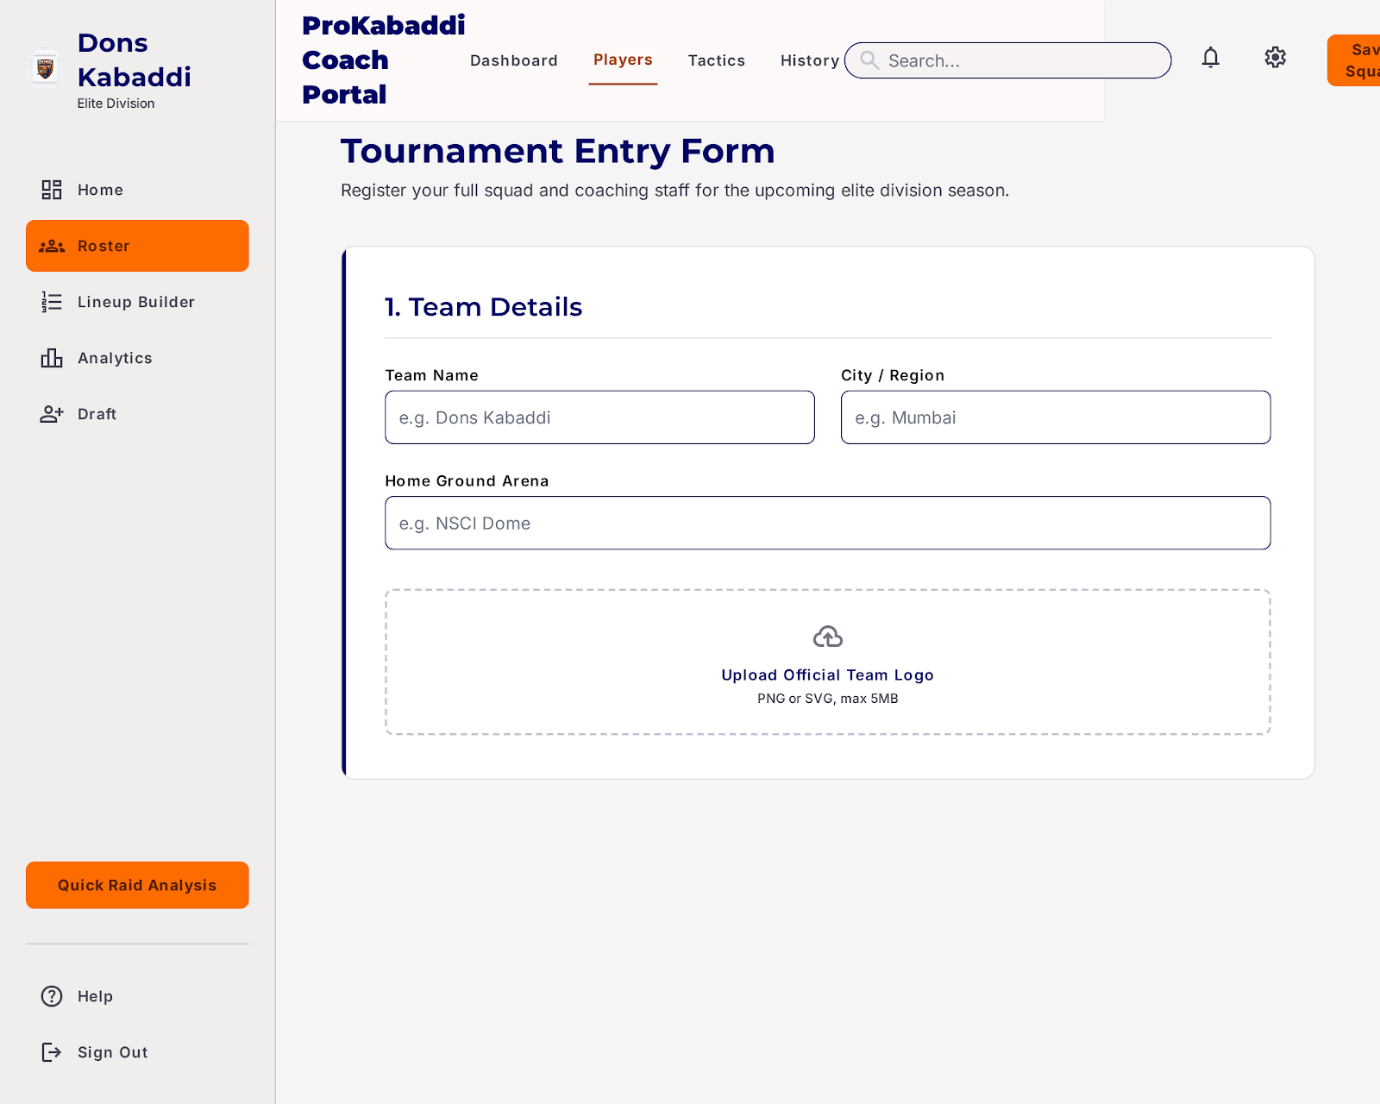 Dons
Kabaddi
Elite Division
Home
Roster
Lineup Builder
Analytics
Draft
Quick Raid Analysis
Help
Sign Out
ProKabaddi
Coach
Portal
Dashboard
Players
Tactics
History
Search...
Sav
Squa
Tournament Entry Form
Register your full squad and coaching staff for the upcoming elite division season.
1. Team Details
Team Name
City / Region
e.g. Dons Kabaddi
e.g. Mumbai
Home Ground Arena
e.g. NSCI Dome
Upload Official Team Logo
PNG or SVG, max 5MB